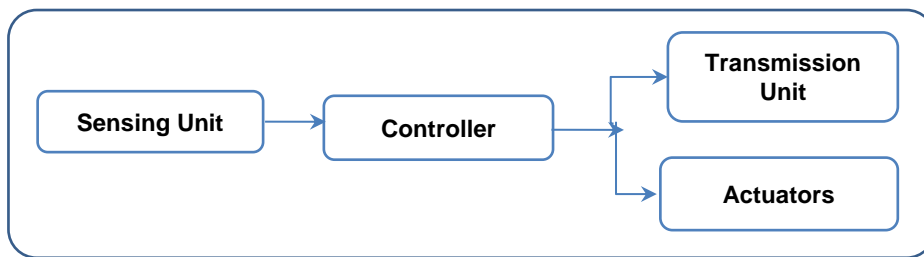 Sensing Unit
Controller
Transmission
Unit
Actuators